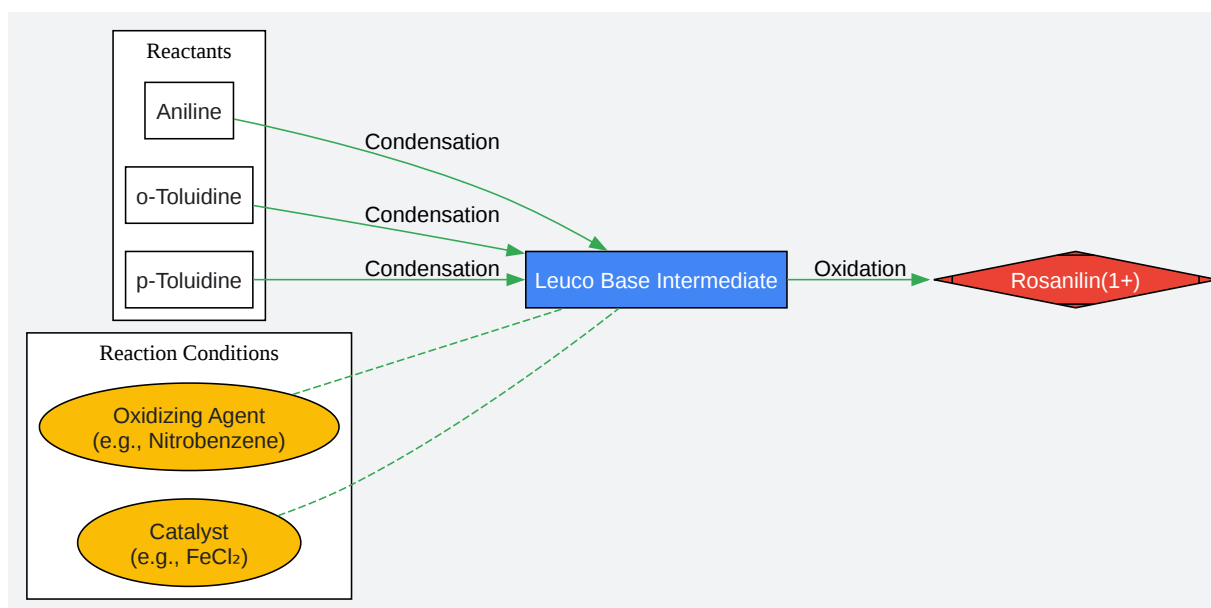 Reactants
Aniline
Condensation
o-Toluidine
Condensation
p-Toluidine
Condensation
Leuco Base Intermediate
Oxidation
Rosanilin(1+)
Reaction Conditions
Oxidizing Agent
(e.g., Nitrobenzene)
Catalyst
(e.g., FeCl₂)